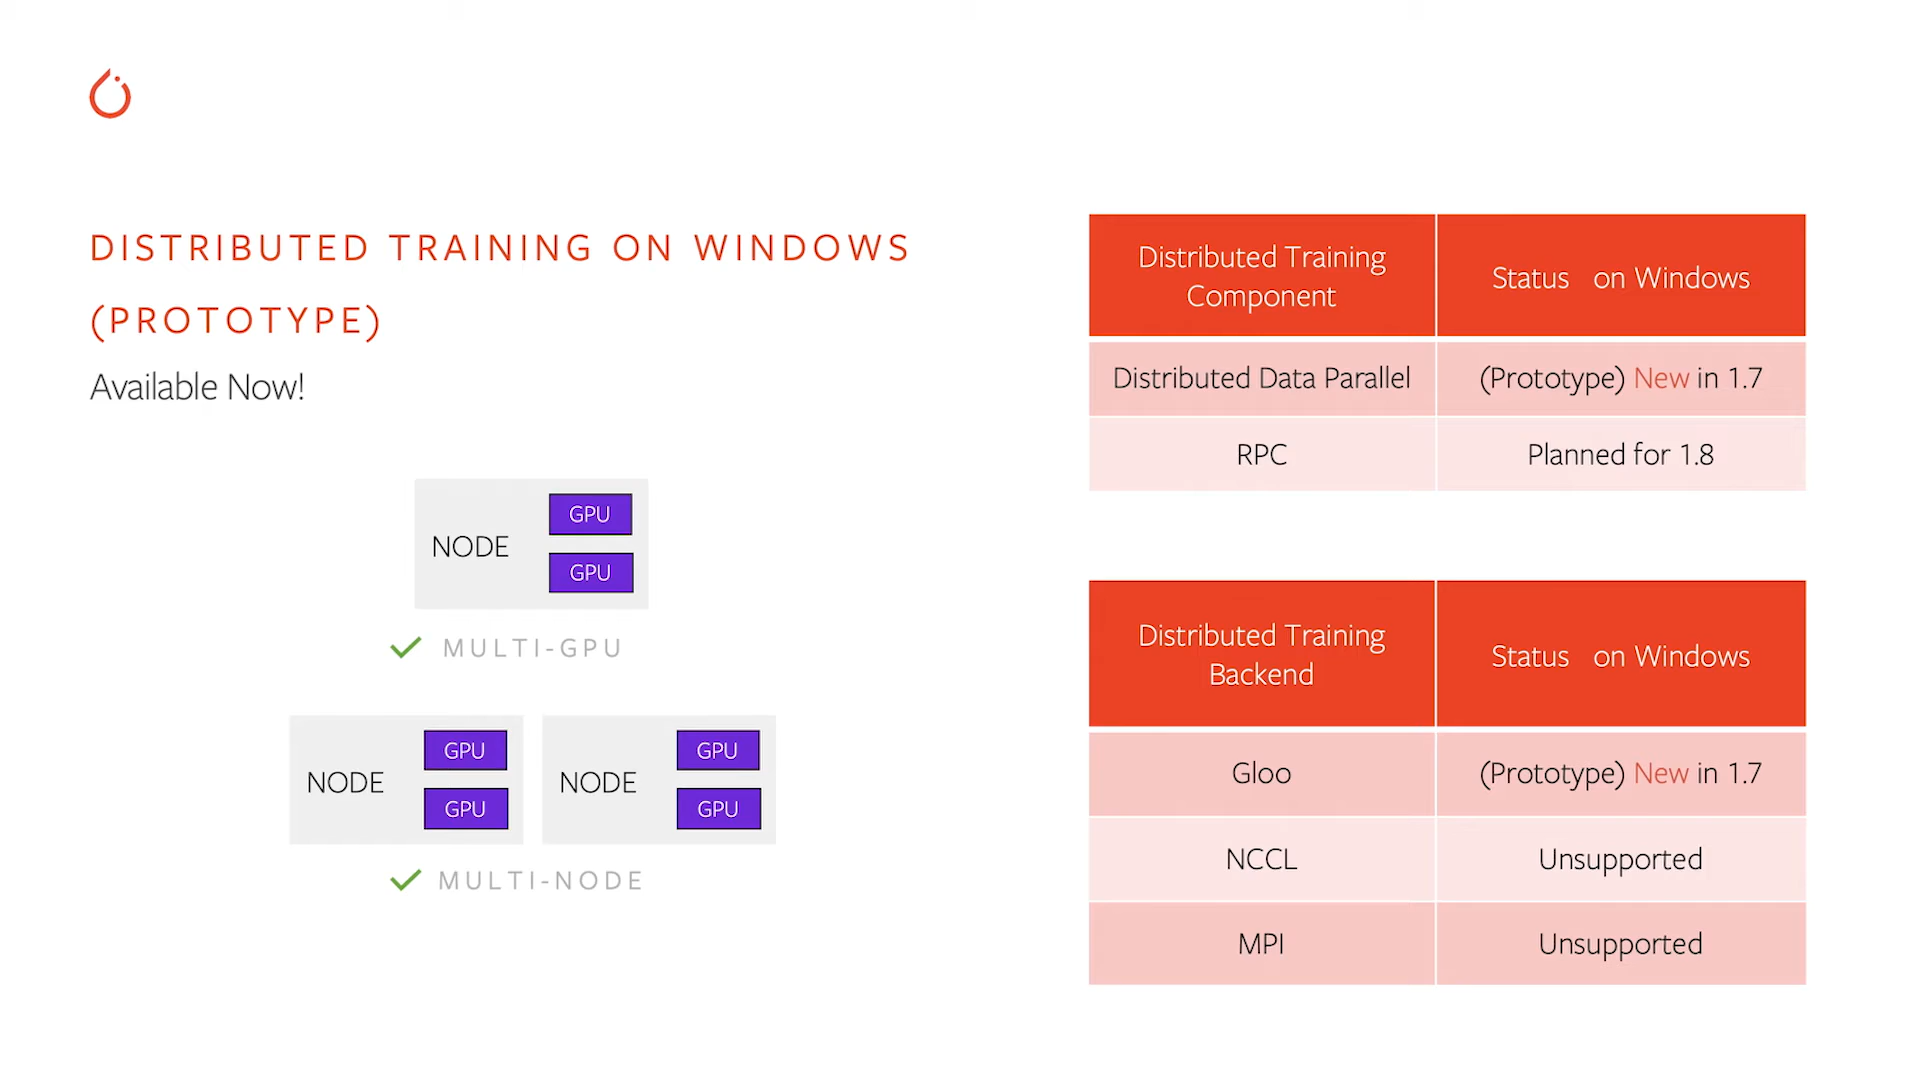 DISTRIBUTED TRAINING ON WINDOWS
(PROTOTYPE)
Available Now!
NODE
GPU
GPU
MULTI-GPU
NODE
GPU
GPU
NODE
GPU
GPU
MULTI-NODE
Distributed Training
Component
Status on Windows
Distributed Data Parallel
(Prototype) New in 1.7
RPC
Planned for 1.8
Distributed Training
Backend
Status on Windows
Gloo
(Prototype) New in 1.7
NCCL
Unsupported
MPI
Unsupported